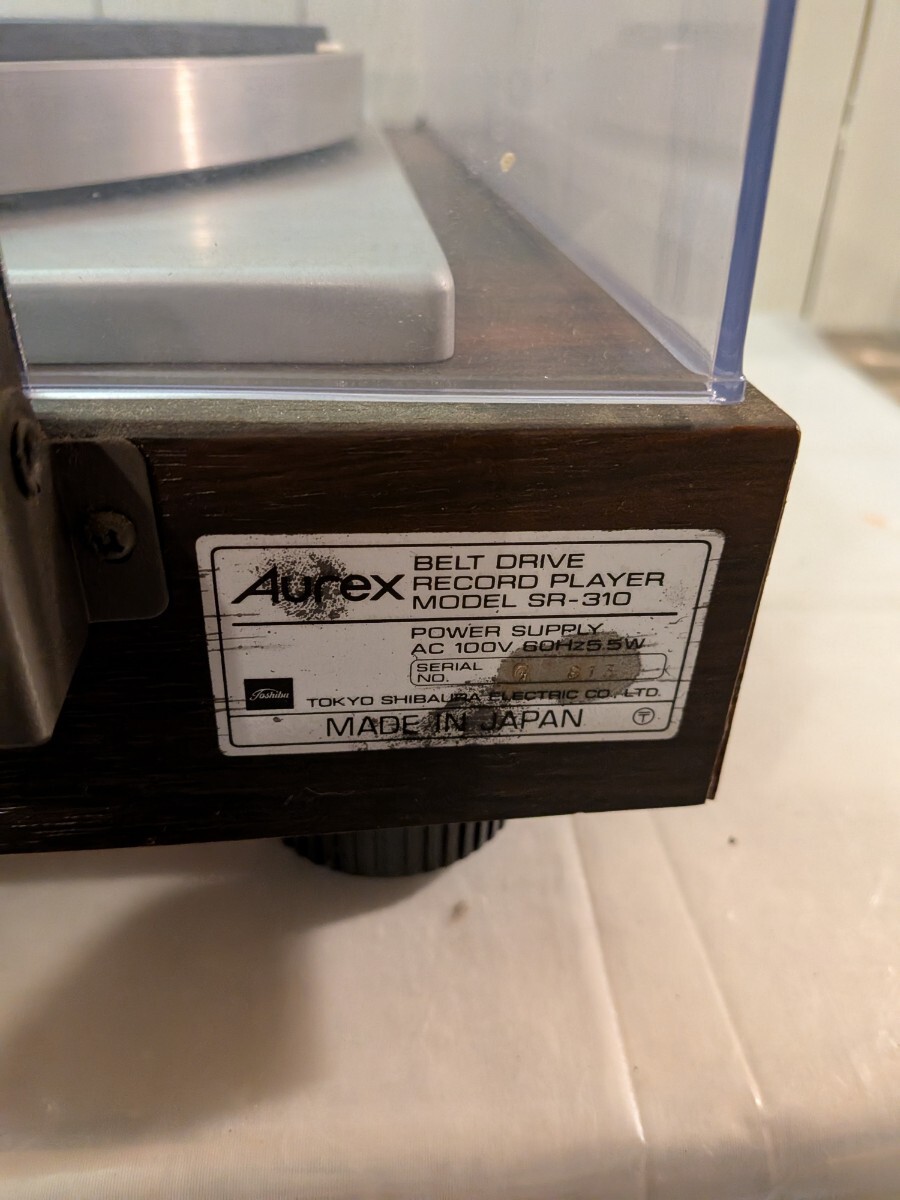 Aurex
BELT DRIVE
RECORD PLAYER
MODEL SR-310
POWER SUPPLY
AC 100V 60Hz 5.5W
SERIAL
NO.
Toshiba
TOKYO SHIBAURA ELECTRIC CO., LTD.
MADE IN JAPAN
〒